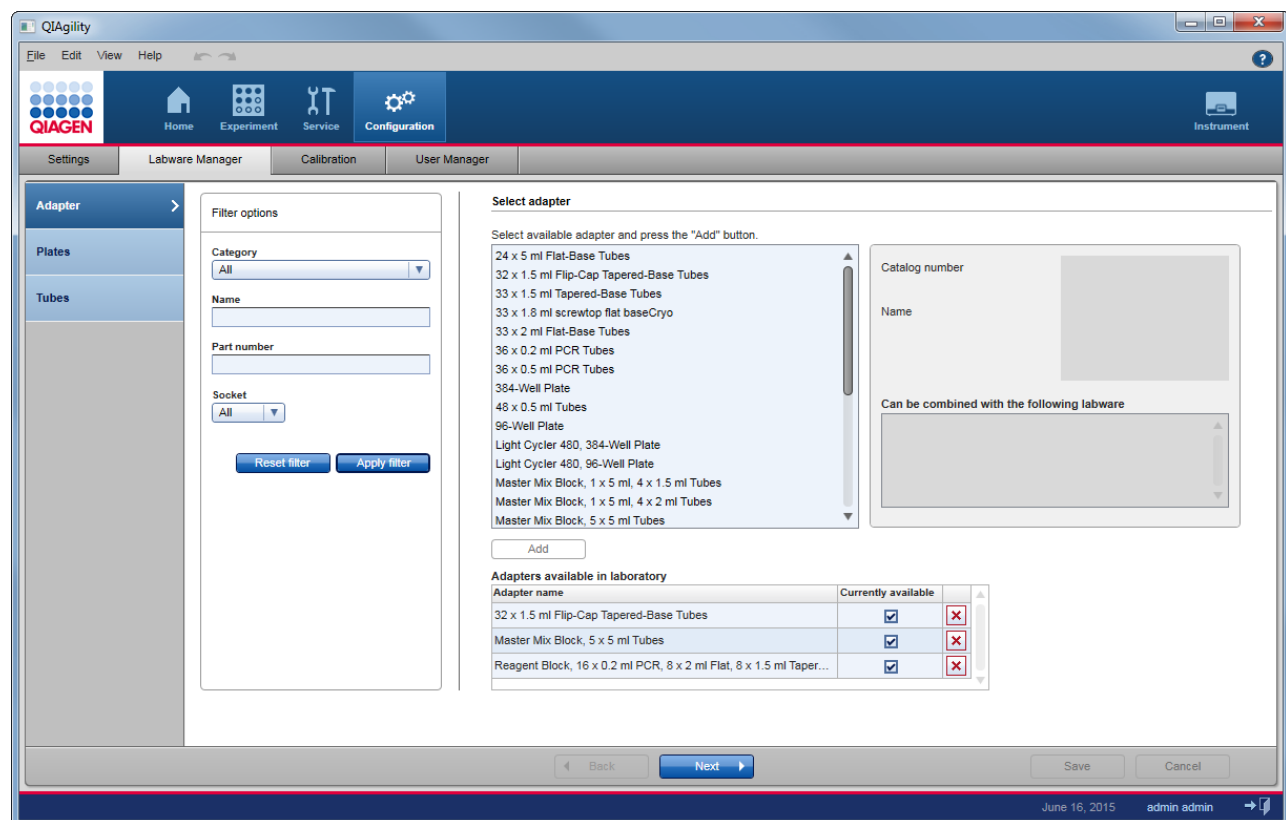 QIAgility
File Edit View Help
?
QIAGEN
Home
Experiment
Service
Configuration
Instrument
Settings
Labware Manager
Calibration
User Manager
Adapter
Plates
Tubes
Filter options
Category
All
Name
Part number
Socket
All
Reset filter
Apply filter
Select adapter
Select available adapter and press the "Add" button.
24 x 5 ml Flat-Base Tubes
32 x 1.5 ml Flip-Cap Tapered-Base Tubes
33 x 1.5 ml Tapered-Base Tubes
33 x 1.8 ml screwtop flat baseCryo
33 x 2 ml Flat-Base Tubes
36 x 0.2 ml PCR Tubes
36 x 0.5 ml PCR Tubes
384-Well Plate
48 x 0.5 ml Tubes
96-Well Plate
Light Cycler 480, 384-Well Plate
Light Cycler 480, 96-Well Plate
Master Mix Block, 1 x 5 ml, 4 x 1.5 ml Tubes
Master Mix Block, 1 x 5 ml, 4 x 2 ml Tubes
Master Mix Block, 5 x 5 ml Tubes
Catalog number
Name
Can be combined with the following labware
Add
Adapters available in laboratory
Adapter name Currently available
32 x 1.5 ml Flip-Cap Tapered-Base Tubes
Master Mix Block, 5 x 5 ml Tubes
Reagent Block, 16 x 0.2 ml PCR, 8 x 2 ml Flat, 8 x 1.5 ml Taper...
Back
Next
Save
Cancel
June 16, 2015 admin admin